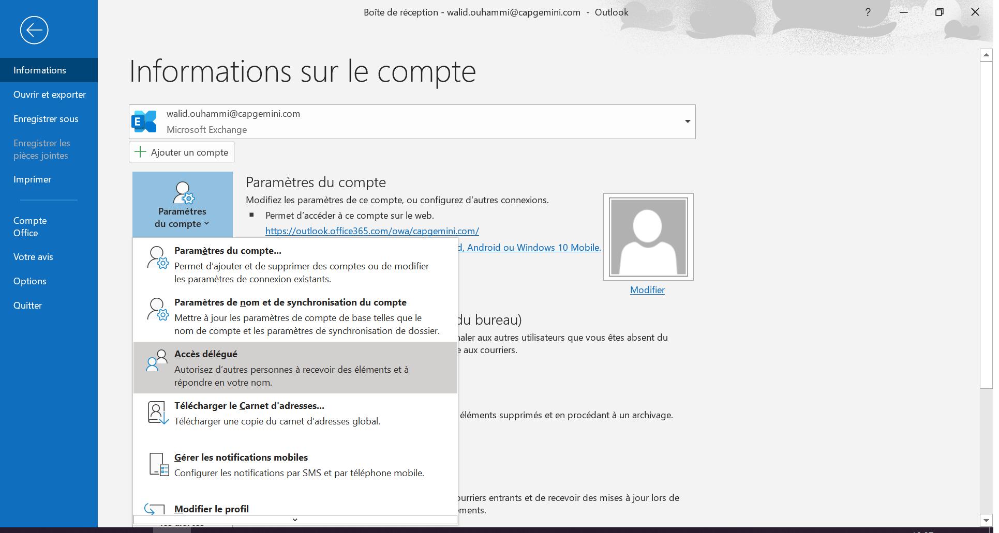 Boîte de réception - walid.ouhammi@capgemini.com - Outlook
?
Informations
Ouvrir et exporter
Enregistrer sous
Enregistrer les
pièces jointes
Imprimer
Compte
Office
Votre avis
Options
Quitter
Informations sur le compte
E
walid.ouhammi@capgemini.com
Microsoft Exchange
Ajouter un compte
Paramètres
du compte
Paramètres du compte
Modifiez les paramètres de ce compte, ou configurez d’autres connexions.
Permet d’accéder à ce compte sur le web.
https://outlook.office365.com/owa/capgemini.com/
d, Android ou Windows 10 Mobile.
Modifier
Paramètres du compte...
Permet d’ajouter et de supprimer des comptes ou de modifier
les paramètres de connexion existants.
Paramètres de nom et de synchronisation du compte
Mettre à jour les paramètres de compte de base telles que le
nom de compte et les paramètres de synchronisation de dossier.
Accès délégué
Autorisez d’autres personnes à recevoir des éléments et à
répondre en votre nom.
Télécharger le Carnet d'adresses...
Télécharger une copie du carnet d’adresses global.
Gérer les notifications mobiles
Configurer les notifications par SMS et par téléphone mobile.
Modifier le profil
du bureau)
naler aux autres utilisateurs que vous êtes absent du
e aux courriers.
éléments supprimés et en procédant à un archivage.
ourriers entrants et de recevoir des mises à jour lors de
ements.